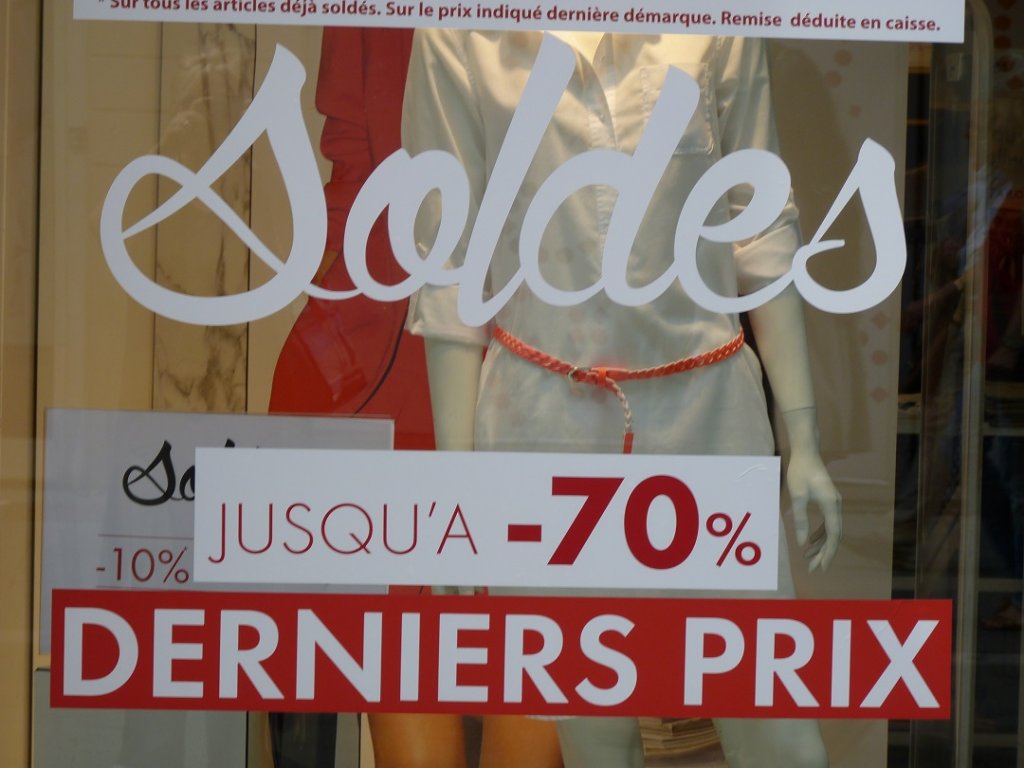 * Sur tous les articles déjà soldés. Sur le prix indiqué dernière démarque. Remise déduite en caisse.
Soldes
JUSQU'A -70%
-10%
DERNIERS PRIX